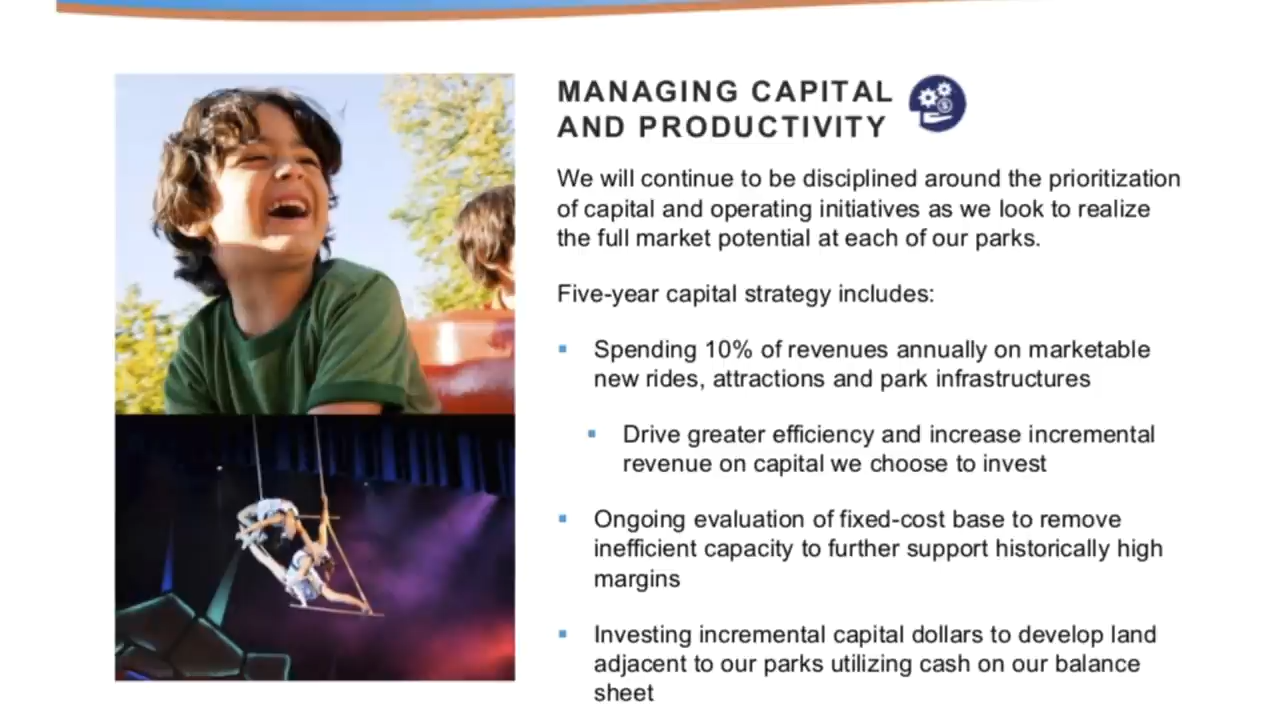 MANAGING CAPITAL
AND PRODUCTIVITY
We will continue to be disciplined around the prioritization
of capital and operating initiatives as we look to realize
the full market potential at each of our parks.
Five-year capital strategy includes:
▪ Spending 10% of revenues annually on marketable
new rides, attractions and park infrastructures
▪ Drive greater efficiency and increase incremental
revenue on capital we choose to invest
▪ Ongoing evaluation of fixed-cost base to remove
inefficient capacity to further support historically high
margins
▪ Investing incremental capital dollars to develop land
adjacent to our parks utilizing cash on our balance
sheet